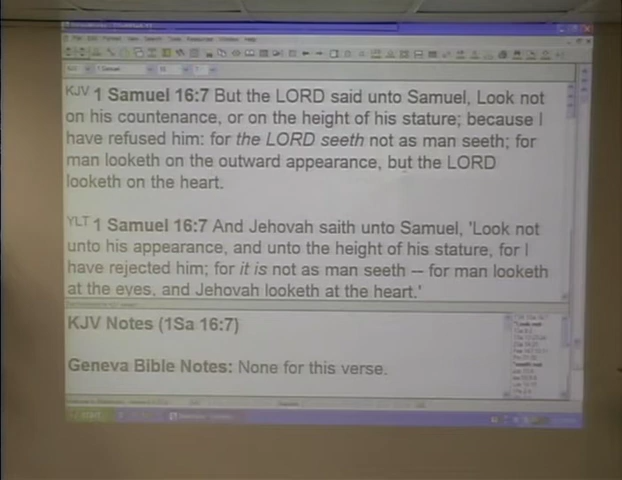 KJV 1 Samuel 16:7 But the LORD said unto Samuel, Look not
on his countenance, or on the height of his stature; because I
have refused him: for the LORD seeth not as man seeth; for
man looketh on the outward appearance, but the LORD
looketh on the heart.
YLT 1 Samuel 16:7 And Jehovah saith unto Samuel, 'Look not
unto his appearance, and unto the height of his stature, for I
have rejected him; for it is not as man seeth -- for man looketh
at the eyes, and Jehovah looketh at the heart.'
KJV Notes (1Sa 16:7)
Geneva Bible Notes: None for this verse.